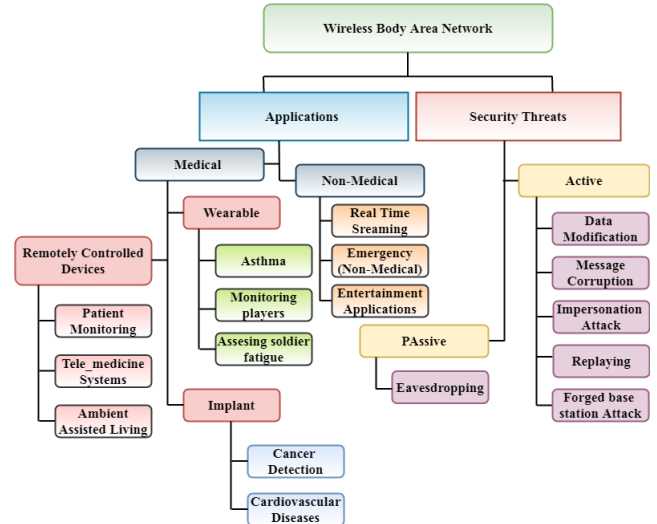 Wireless Body Area Network
Applications
Security Threats
Medical
Non-Medical
Active
Wearable
Real Time
Sreaming
Data
Modification
Remotely Controlled
Devices
Asthma
Emergency
(Non-Medical)
Message
Corruption
Monitoring
players
Entertainment
Applications
Patient
Monitoring
Impersonation
Attack
Assesing soldier
fatigue
PAssive
Replaying
Tele_medicine
Systems
Eavesdropping
Implant
Forged base
station Attack
Ambient
Assisted Living
Cancer
Detection
Cardiovascular
Diseases